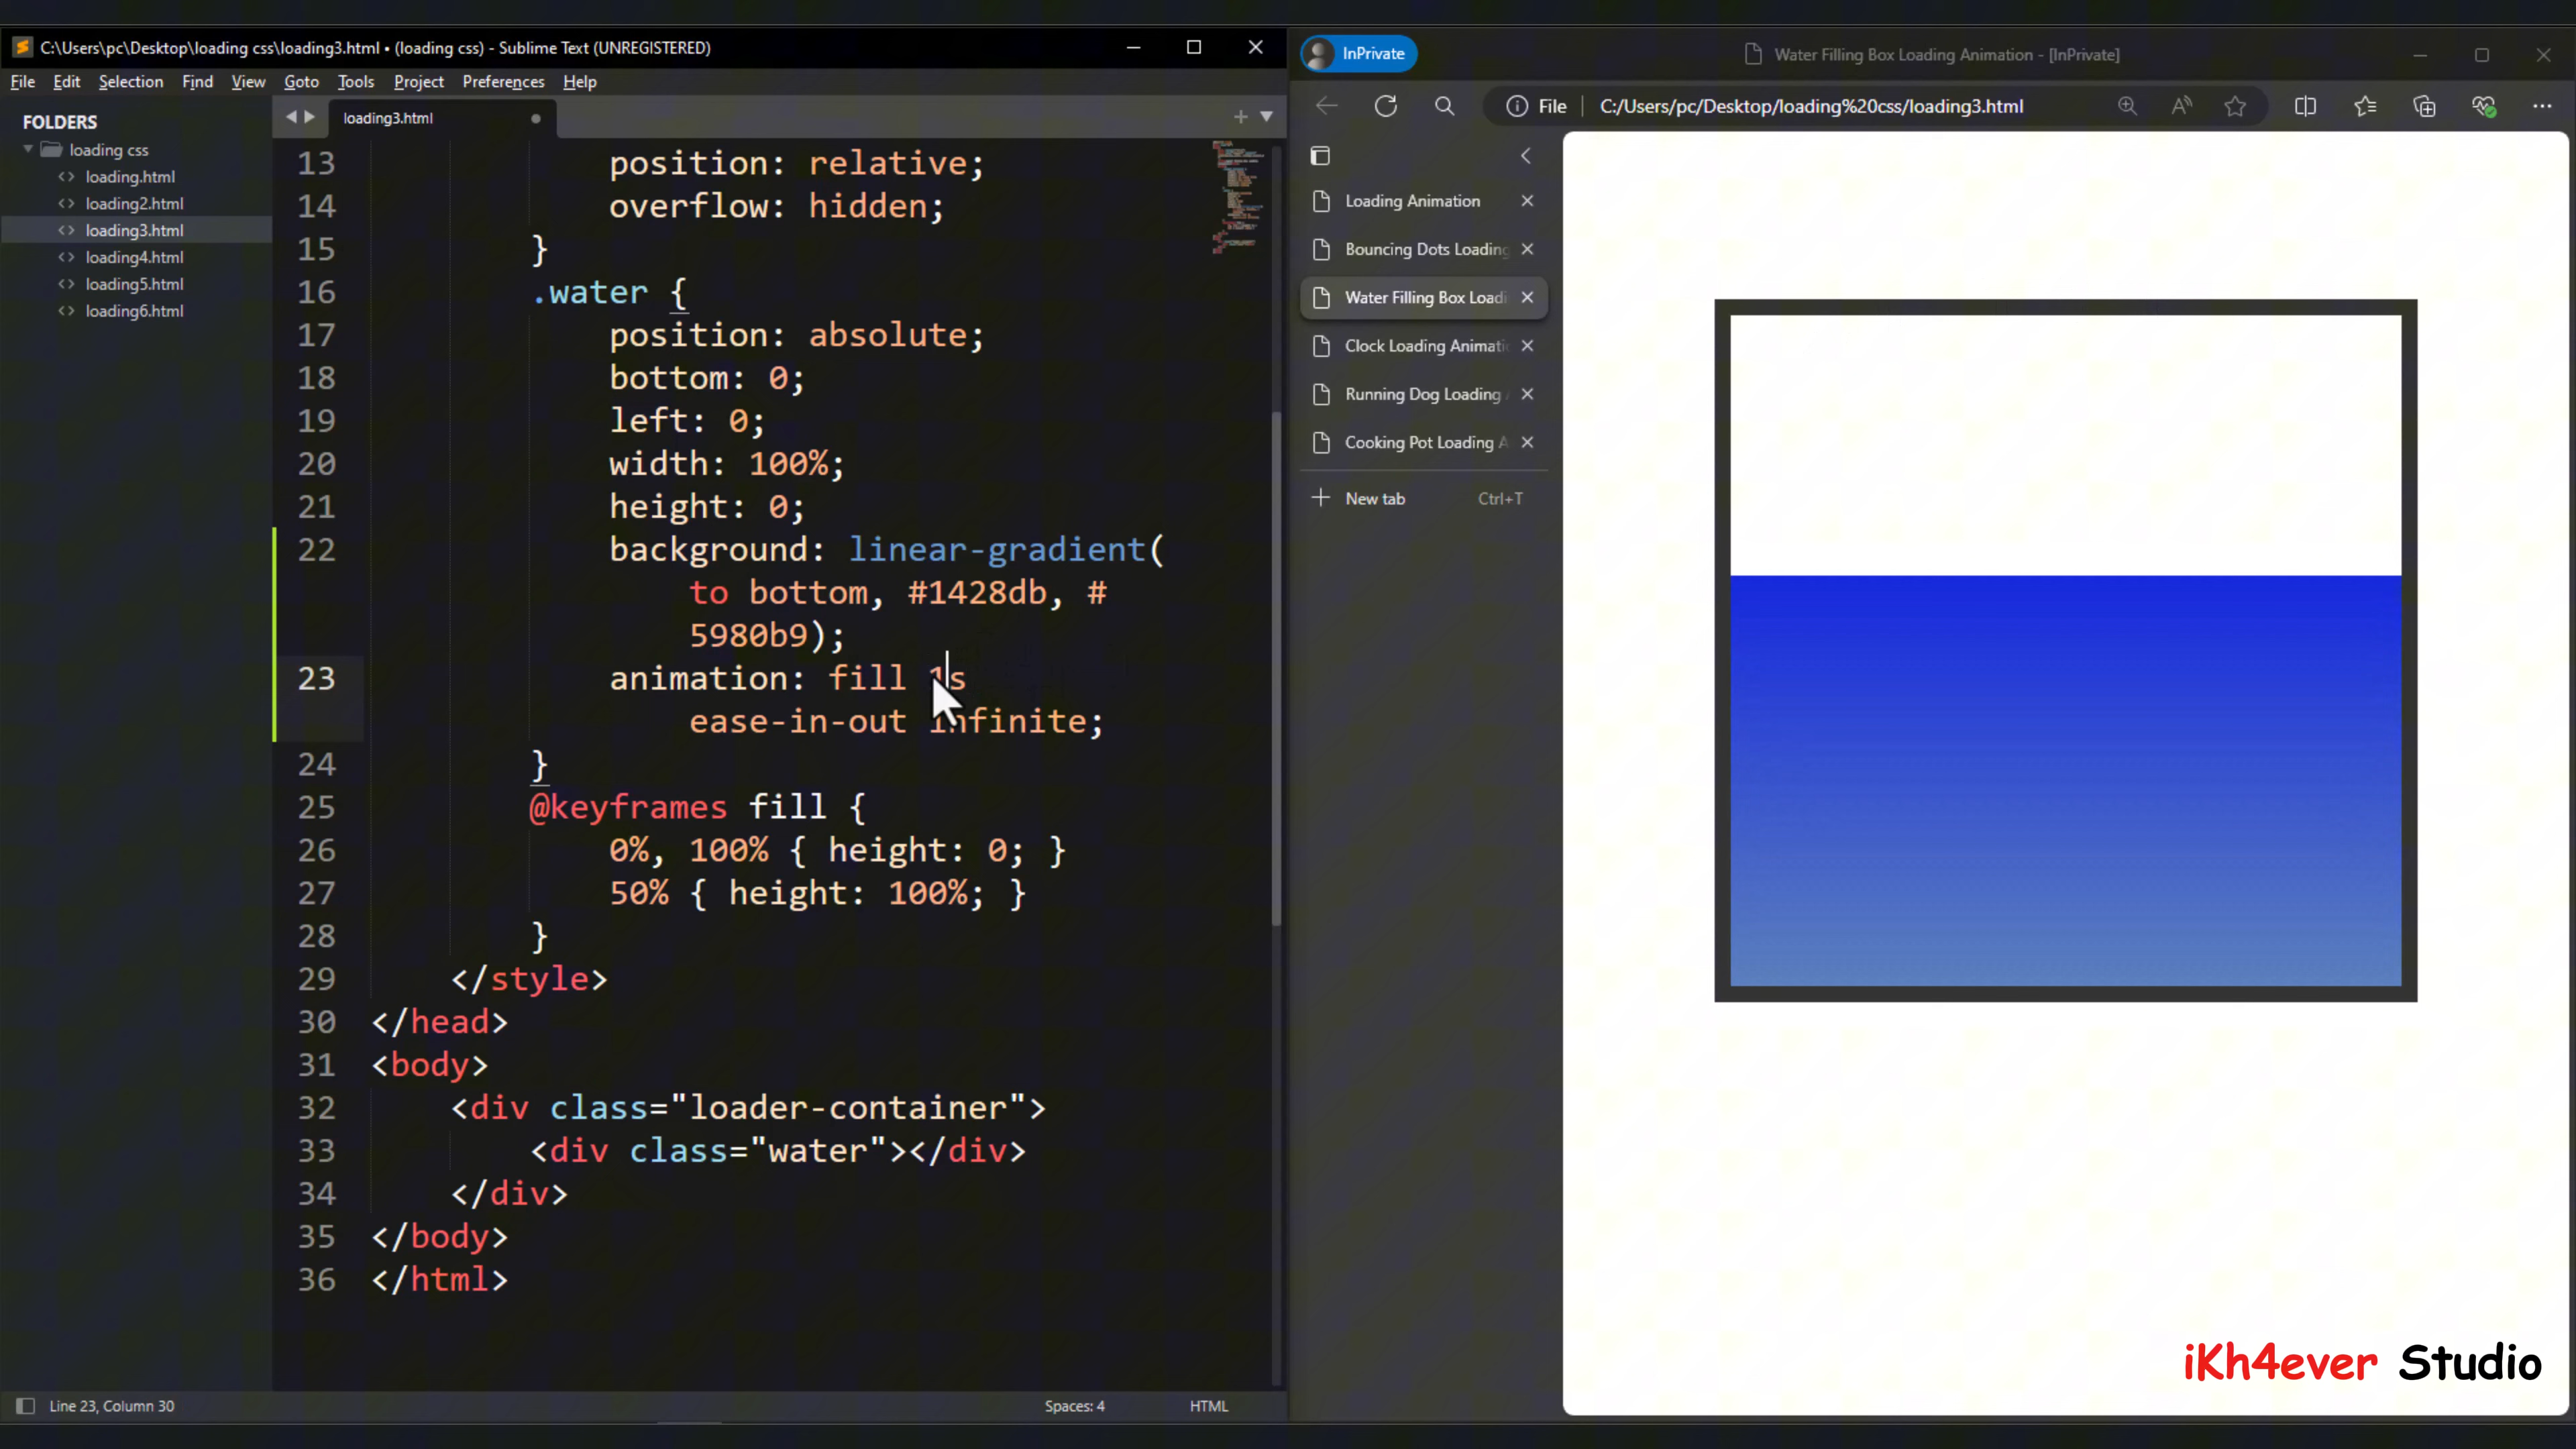 C:\Users\pc\Desktop\loading css\loading3.html • (loading css) - Sublime Text (UNREGISTERED)
File Edit Selection Find View Goto Tools Project Preferences Help
FOLDERS
loading css
loading.html
loading2.html
loading3.html
loading4.html
loading5.html
loading6.html
loading3.html
13 position: relative;
14 overflow: hidden;
15 }
16 .water {
17 position: absolute;
18 bottom: 0;
19 left: 0;
20 width: 100%;
21 height: 0;
22 background: linear-gradient(
to bottom, #1428db, #
5980b9);
23 animation: fill 1s
ease-in-out infinite;
24 }
25 @keyframes fill {
26 0%, 100% { height: 0; }
27 50% { height: 100%; }
28 }
29 </style>
30 </head>
31 <body>
32 <div class="loader-container">
33 <div class="water"></div>
34 </div>
35 </body>
36 </html>
Line 23, Column 30
Spaces: 4
HTML
InPrivate
Water Filling Box Loading Animation - [InPrivate]
File
C:/Users/pc/Desktop/loading%20css/loading3.html
Loading Animation
Bouncing Dots Loading
Water Filling Box Loadi
Clock Loading Animati
Running Dog Loading
Cooking Pot Loading A
New tab Ctrl+T
iKh4ever Studio